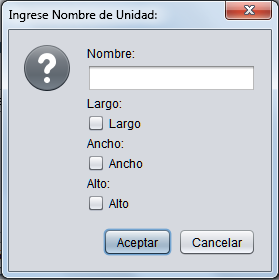 Ingrese Nombre de Unidad:
Nombre:
Largo:
Largo
Ancho:
Ancho
Alto:
Alto
Aceptar Cancelar